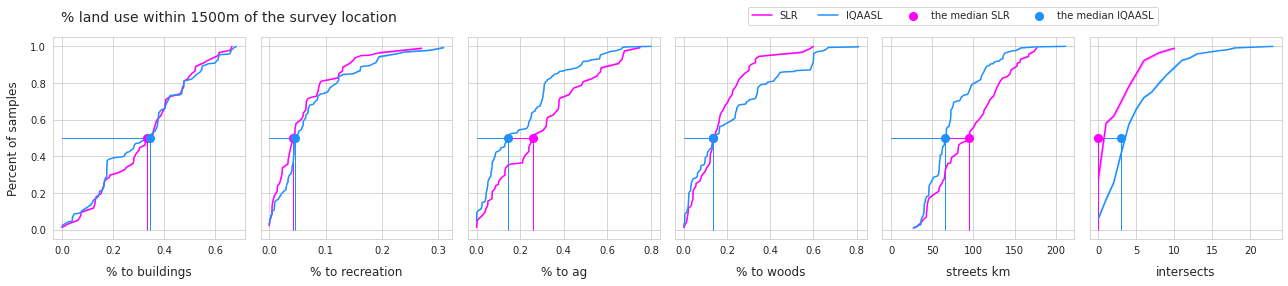 % land use within 1500m of the survey location
SLR IQAASL the median SLR the median IQAASL
Percent of samples
1.0
0.8
0.6
0.4
0.2
0.0
0.0 0.2 0.4 0.6
% to buildings
0.0 0.1 0.2 0.3
% to recreation
0.0 0.2 0.4 0.6 0.8
% to ag
0.0 0.2 0.4 0.6 0.8
% to woods
0 50 100 150 200
streets km
0 5 10 15 20
intersects